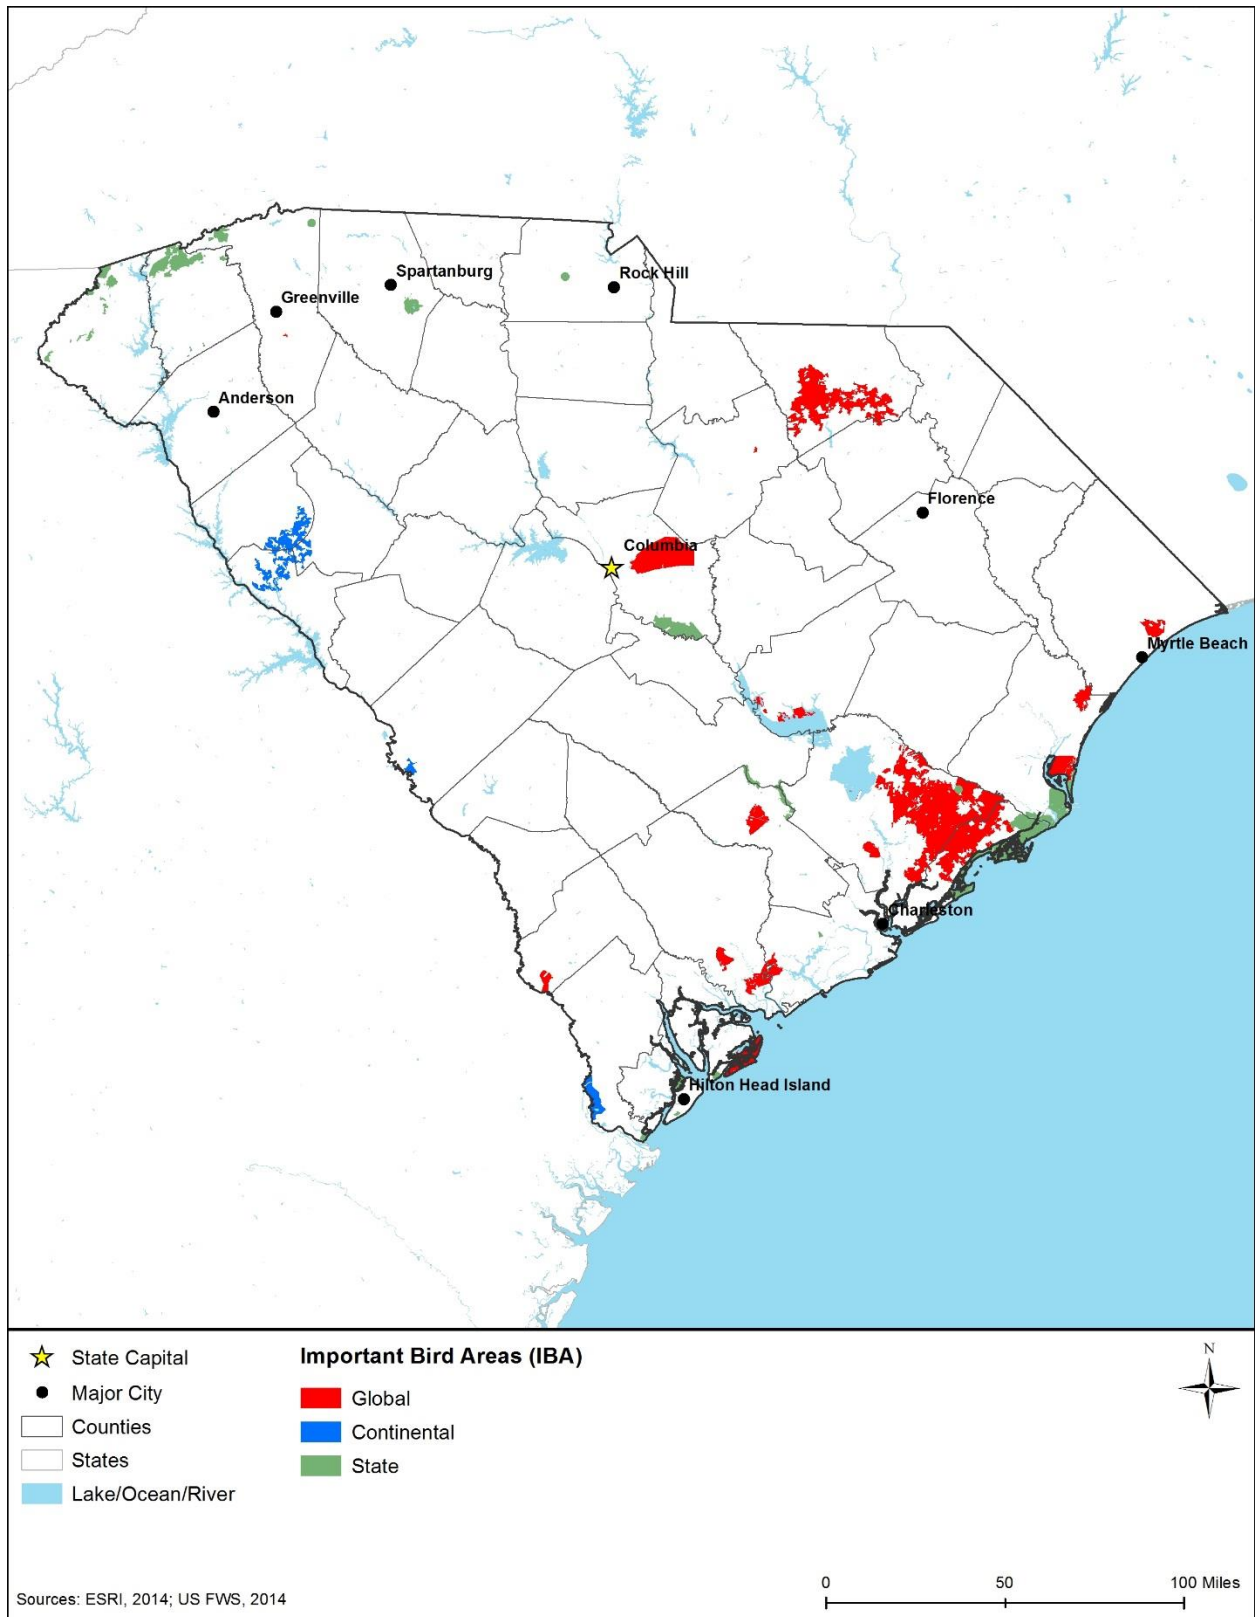 Spartanburg
Rock Hill
Greenville
Anderson
Florence
Columbia
Myrtle Beach
Charleston
Hilton Head Island
State Capital
Major City
Counties
States
Lake/Ocean/River
Important Bird Areas (IBA)
Global
Continental
State
N
Sources: ESRI, 2014; US FWS, 2014
0 50 100 Miles